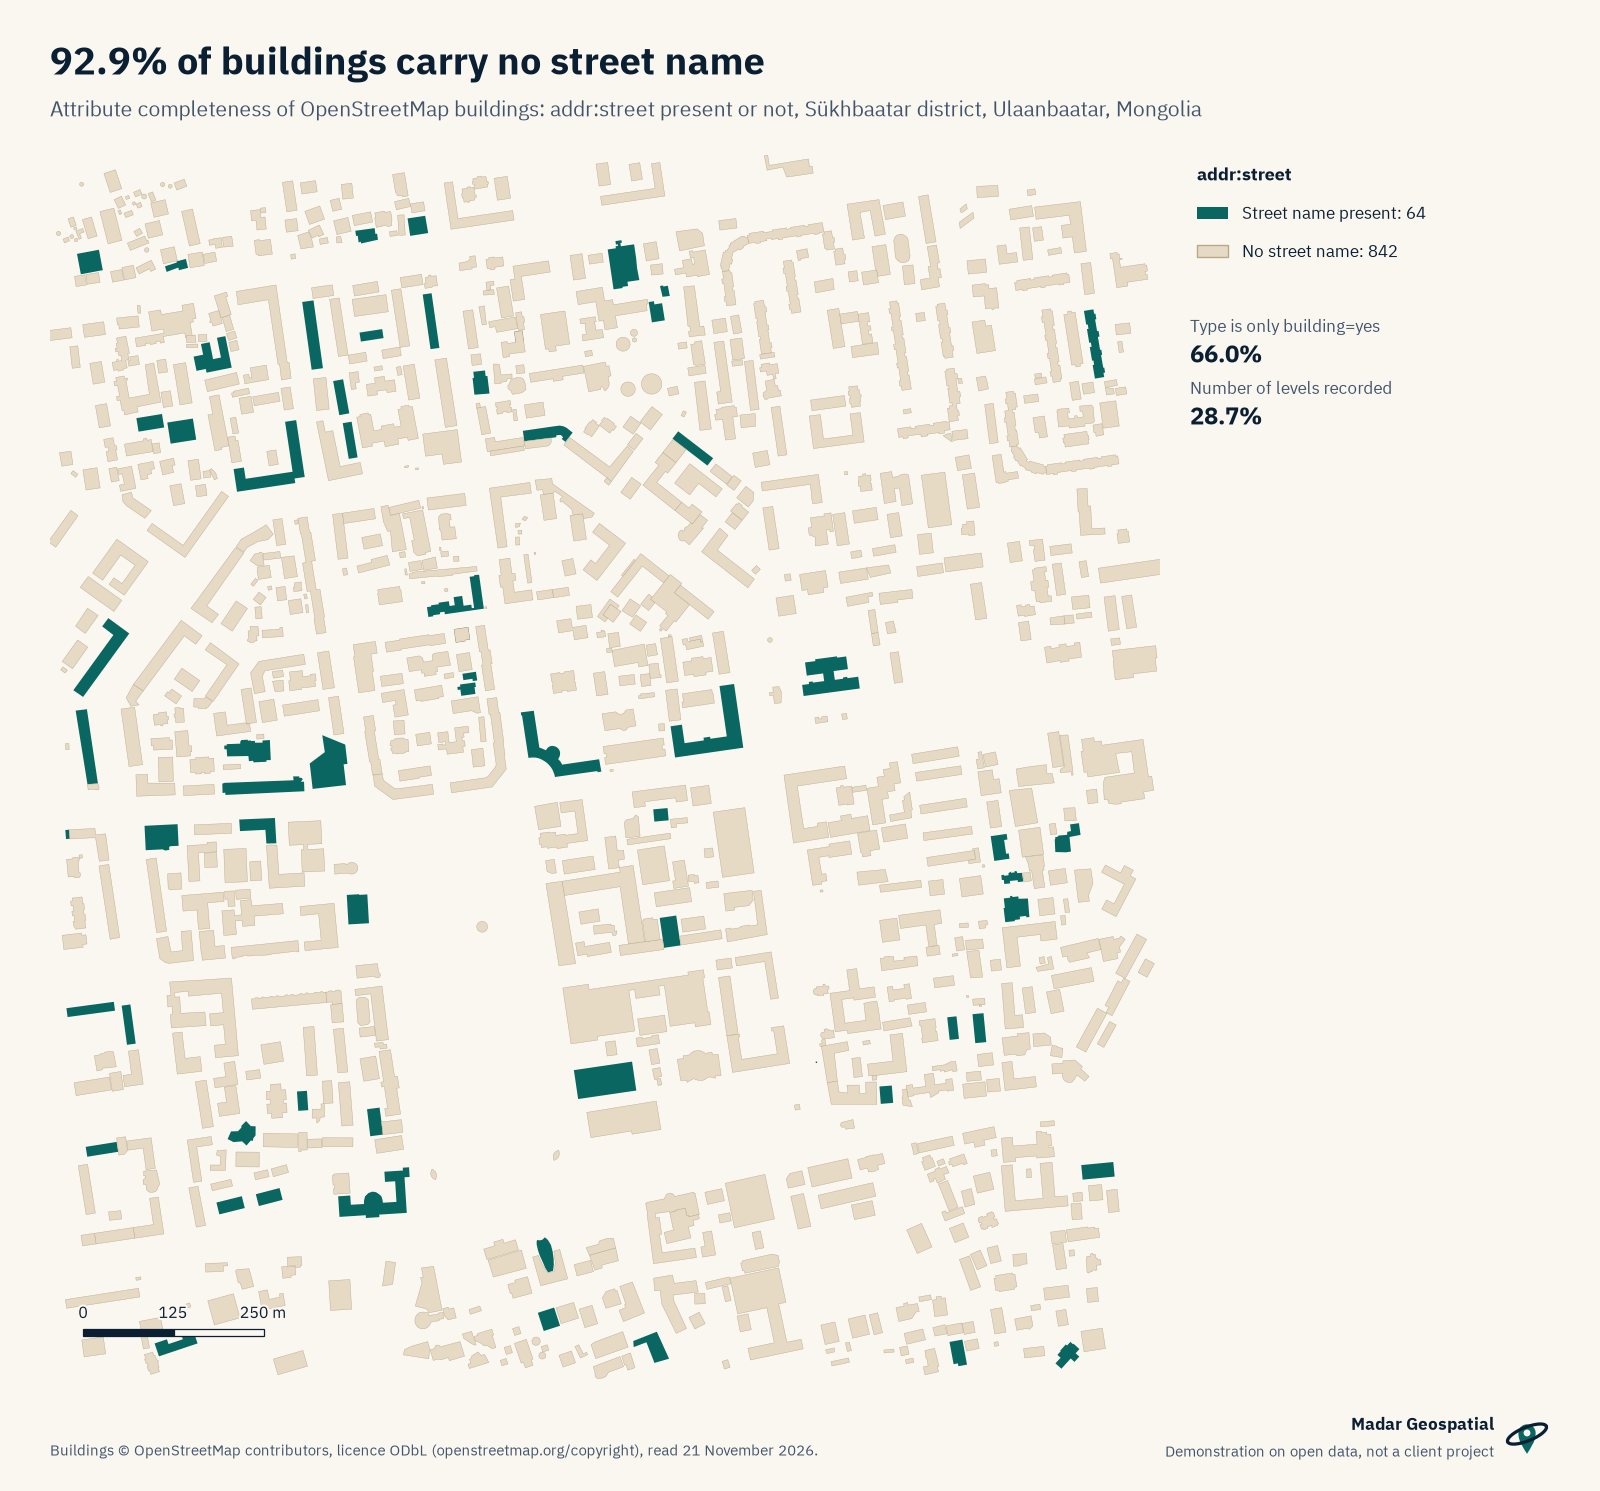 92.9% of buildings carry no street name
Attribute completeness of OpenStreetMap buildings: addr:street present or not, Sükhbaatar district, Ulaanbaatar, Mongolia
addr:street
Street name present: 64
No street name: 842
Type is only building=yes
66.0%
Number of levels recorded
28.7%
0 125 250 m
Madar Geospatial
Buildings © OpenStreetMap contributors, licence ODbL (openstreetmap.org/copyright), read 21 November 2026.
Demonstration on open data, not a client project